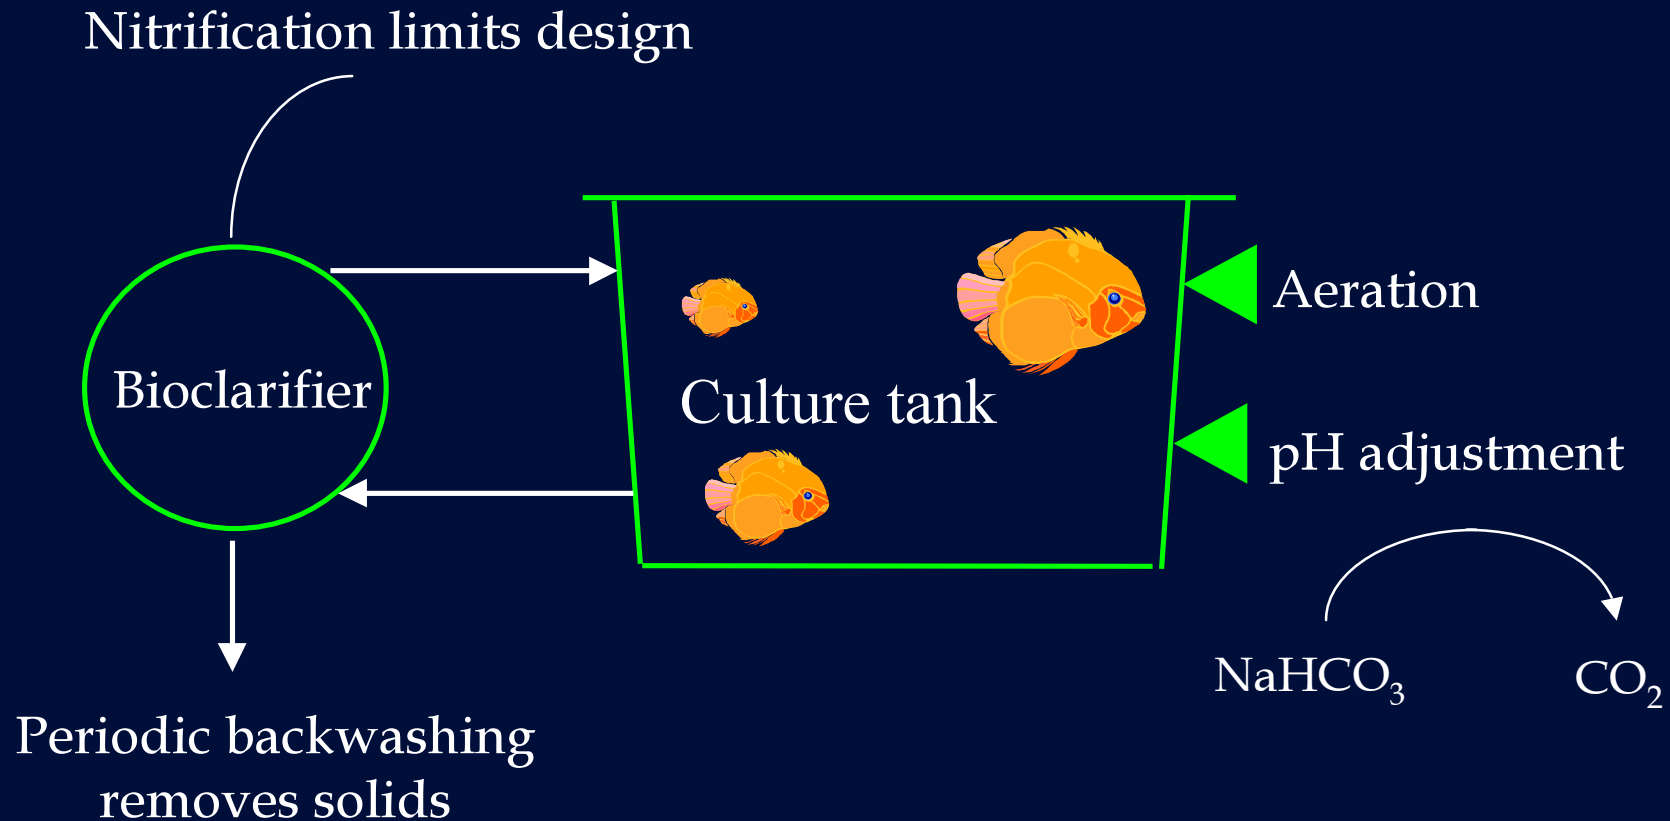 Nitrification limits design
Bioclarifier
Culture tank
Aeration
pH adjustment
NaHCO₃
CO₂
Periodic backwashing
removes solids